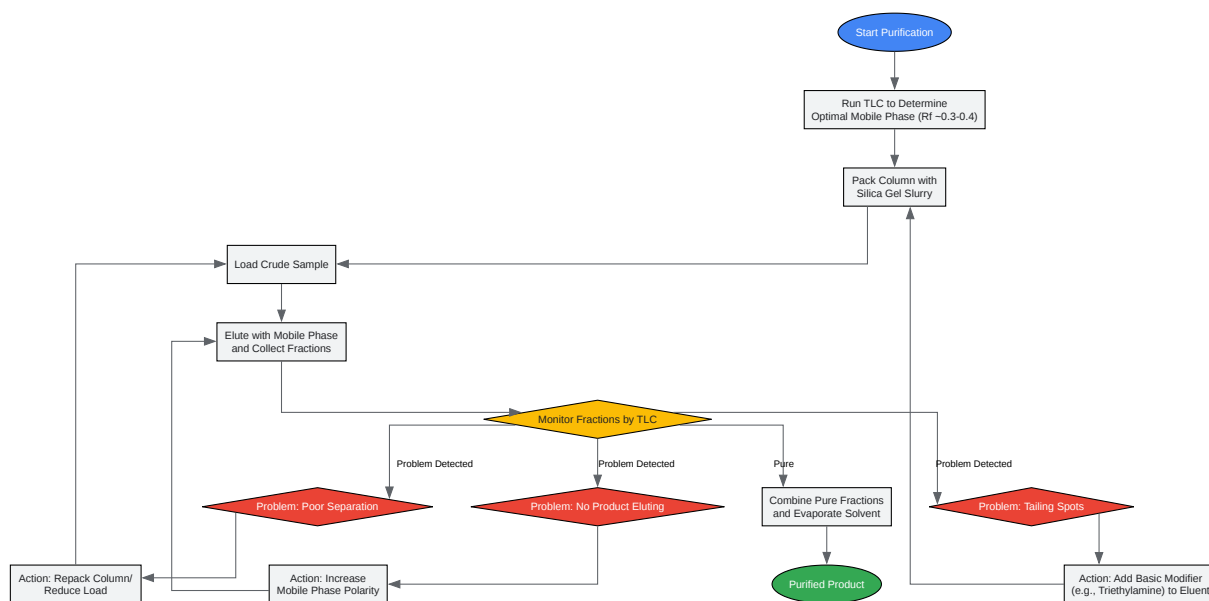 Start Purification
Run TLC to Determine
Optimal Mobile Phase (Rf ~0.3-0.4)
Pack Column with
Silica Gel Slurry
Load Crude Sample
Elute with Mobile Phase
and Collect Fractions
Monitor Fractions by TLC
Problem Detected
Problem Detected
Pure
Problem Detected
Problem: Poor Separation
Problem: No Product Eluting
Combine Pure Fractions
and Evaporate Solvent
Problem: Tailing Spots
Action: Repack Column/
Reduce Load
Action: Increase
Mobile Phase Polarity
Purified Product
Action: Add Basic Modifier
(e.g., Triethylamine) to Eluent